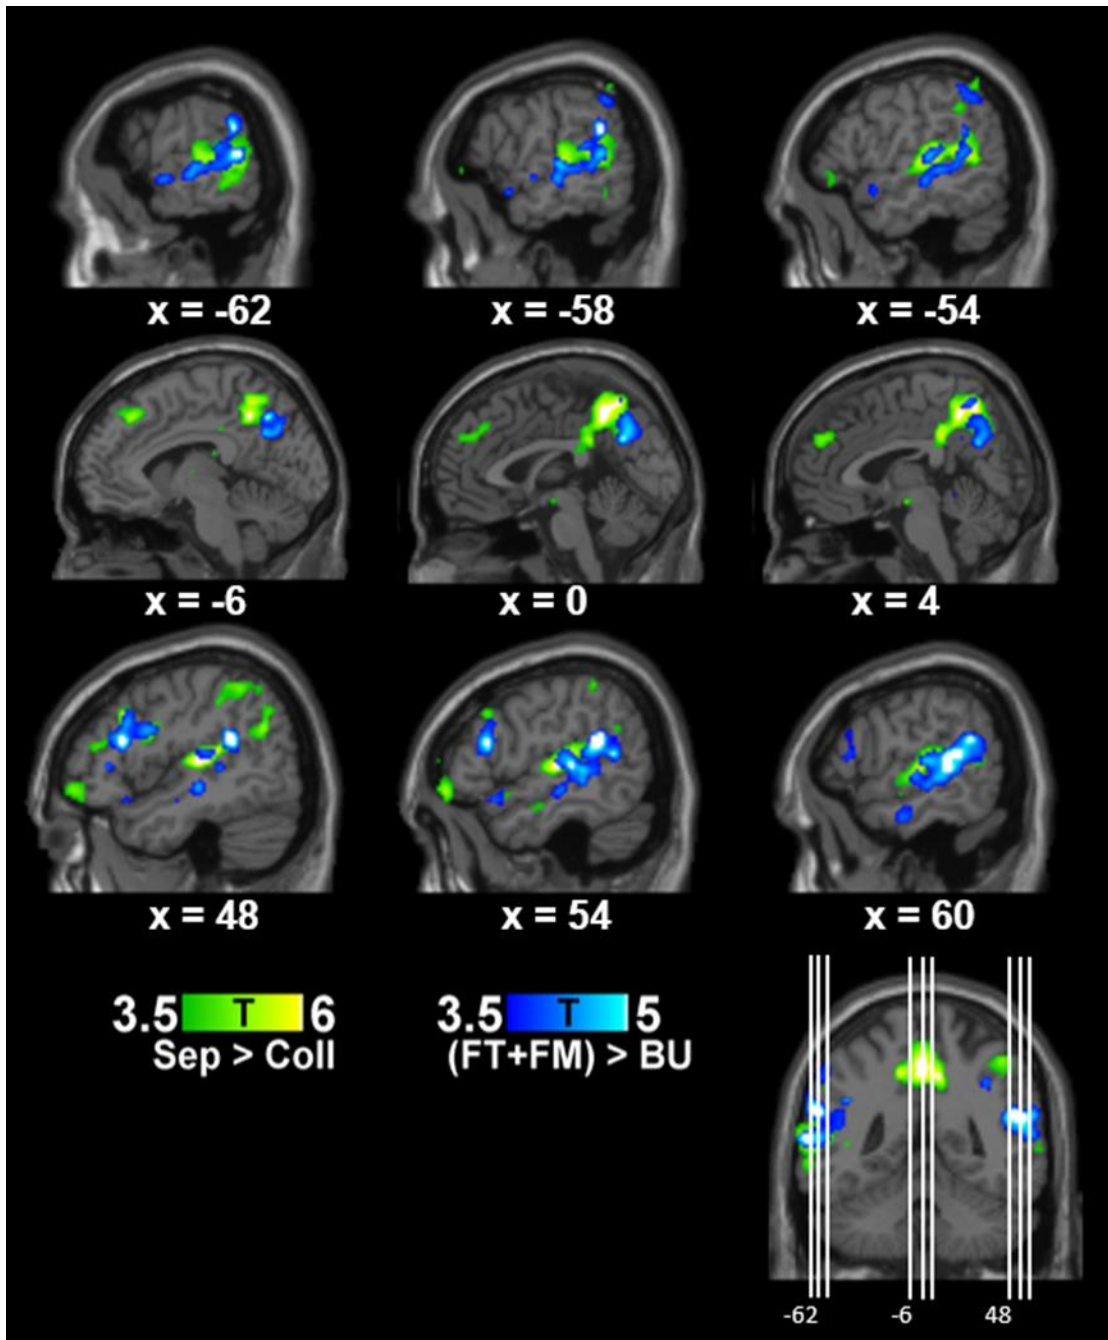 x = -62 x = -58 x = -54
x = -6 x = 0 x = 4
x = 48 x = 54 x = 60
3.5 T 6 3.5 T 5
Sep > Coll (FT+FM) > BU
-62 -6 48